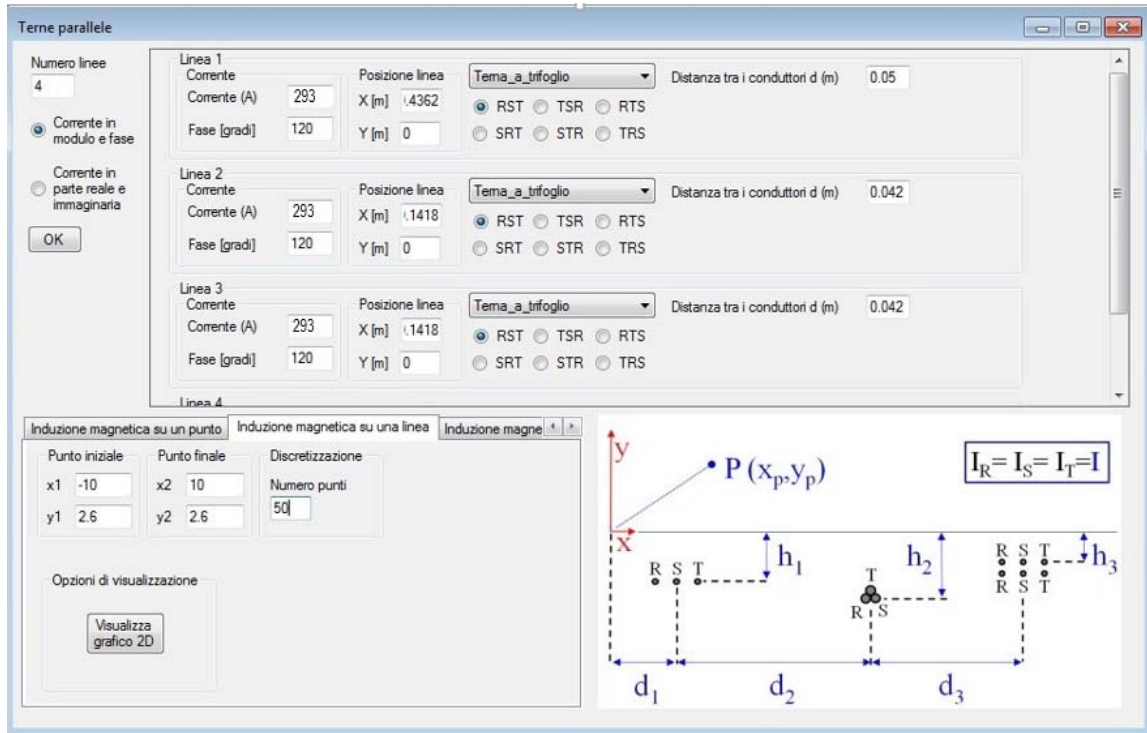 Terne parallele
Numero linee
4
Corrente in
modulo e fase
Corrente in
parte reale e
immaginaria
OK
Linea 1
Corrente
Corrente (A) 293
Fase [gradi] 120
Posizione linea
X [m] .4362
Y [m] 0
Terna_a_trifoglio
RST TSR RTS
SRT STR TRS
Distanza tra i conduttori d (m) 0.05
Linea 2
Corrente
Corrente (A) 293
Fase [gradi] 120
Posizione linea
X [m] .1418
Y [m] 0
Terna_a_trifoglio
RST TSR RTS
SRT STR TRS
Distanza tra i conduttori d (m) 0.042
Linea 3
Corrente
Corrente (A) 293
Fase [gradi] 120
Posizione linea
X [m] .1418
Y [m] 0
Terna_a_trifoglio
RST TSR RTS
SRT STR TRS
Distanza tra i conduttori d (m) 0.042
Linea 4
Induzione magnetica su un punto
Induzione magnetica su una linea
Induzione magne
Punto iniziale
x1 -10
y1 2.6
Punto finale
x2 10
y2 2.6
Discretizzazione
Numero punti
50
Opzioni di visualizzazione
Visualizza
grafico 2D
y
P (xp,yp)
IR= IS= IT=I
x
R S T
h1
T
R S
h2
R S T
R S T
h3
d1
d2
d3